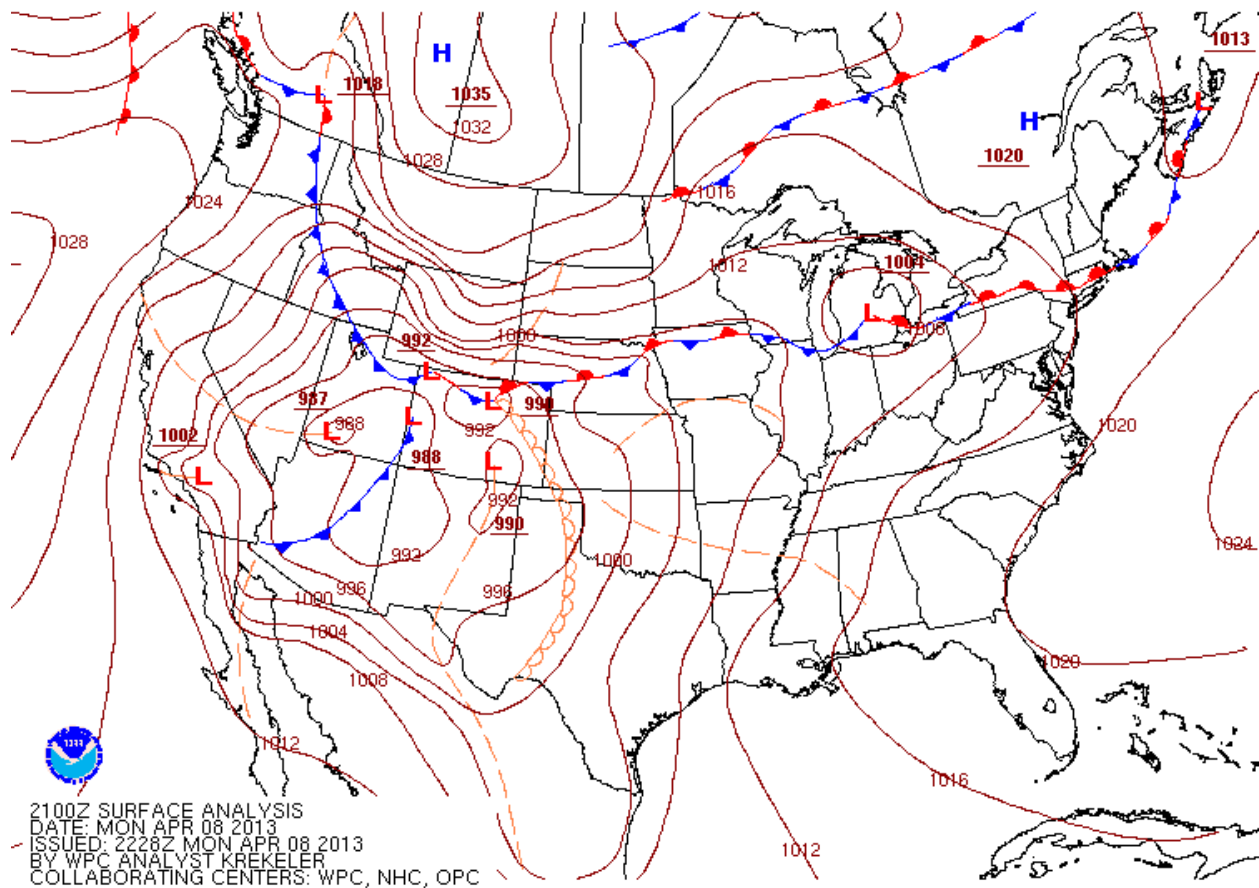 1013
H
1018
L
1035
1032
L
H
1020
1028
1016
1024
1028
1012
1004
L
1008
1000
992
L
987
988
L
L
990
992
L
1002
L
988
L
992
990
1020
1024
992
1000
996
996
1000
1004
1008
1020
1012
1016
1012
2100Z SURFACE ANALYSIS
DATE: MON APR 08 2013
ISSUED: 2228Z MON APR 08 2013
BY WPC ANALYST KREKELER
COLLABORATING CENTERS: WPC, NHC, OPC